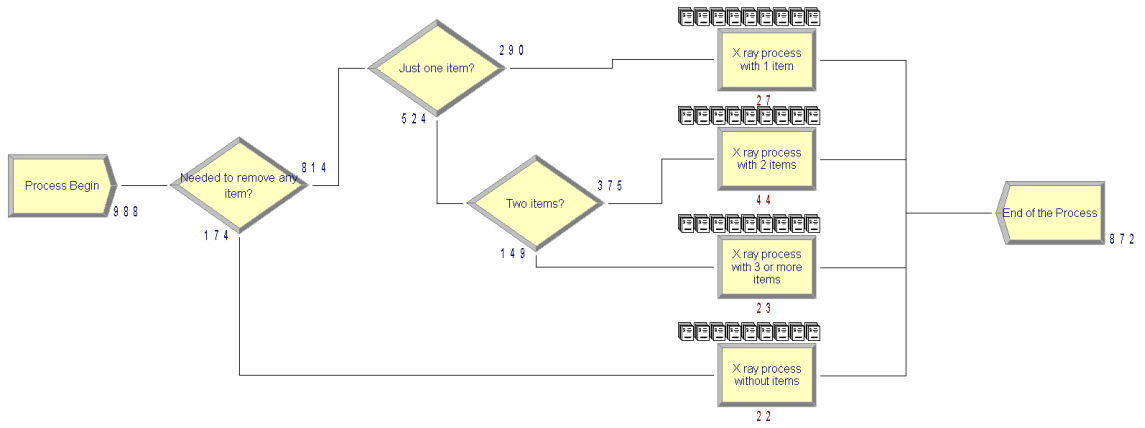 Process Begin
988
Needed to remove any
item?
814
174
Just one item?
290
524
Two items?
375
149
X ray process
with 1 item
27
X ray process
with 2 items
44
X ray process
with 3 or more
items
23
X ray process
without items
22
End of the Process
872